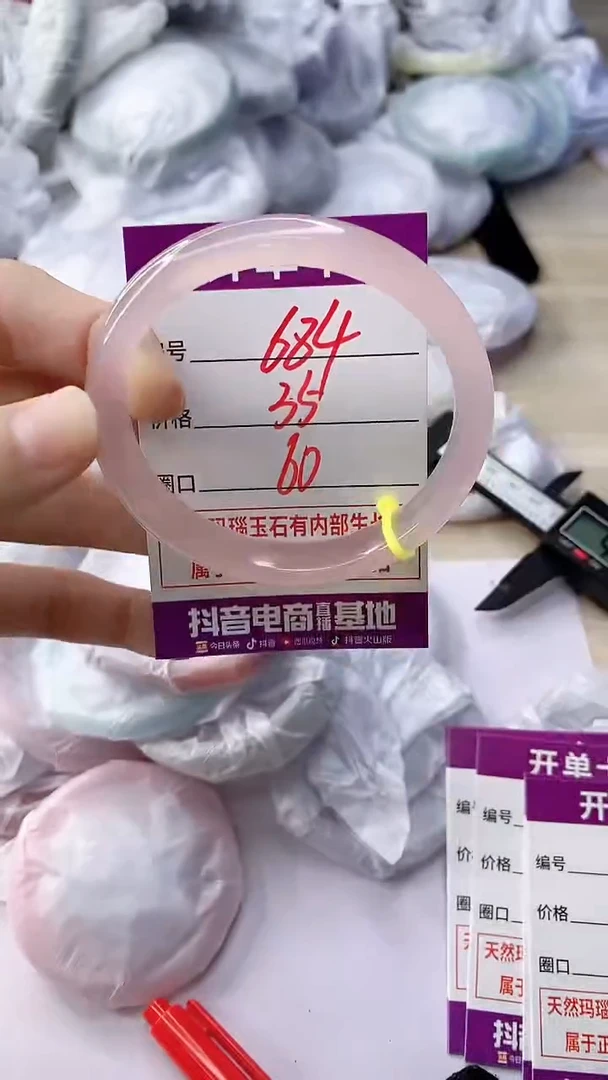 号 684
价格 35
圈口 60
玛瑙玉石有内部生
属
抖音电商直播基地
今日头条 抖音 抖音火山版
开单
开
编号
编号
编号
价格
价格
圈口
圈口
天然玛
属于
天然玛瑙
属于正
抖